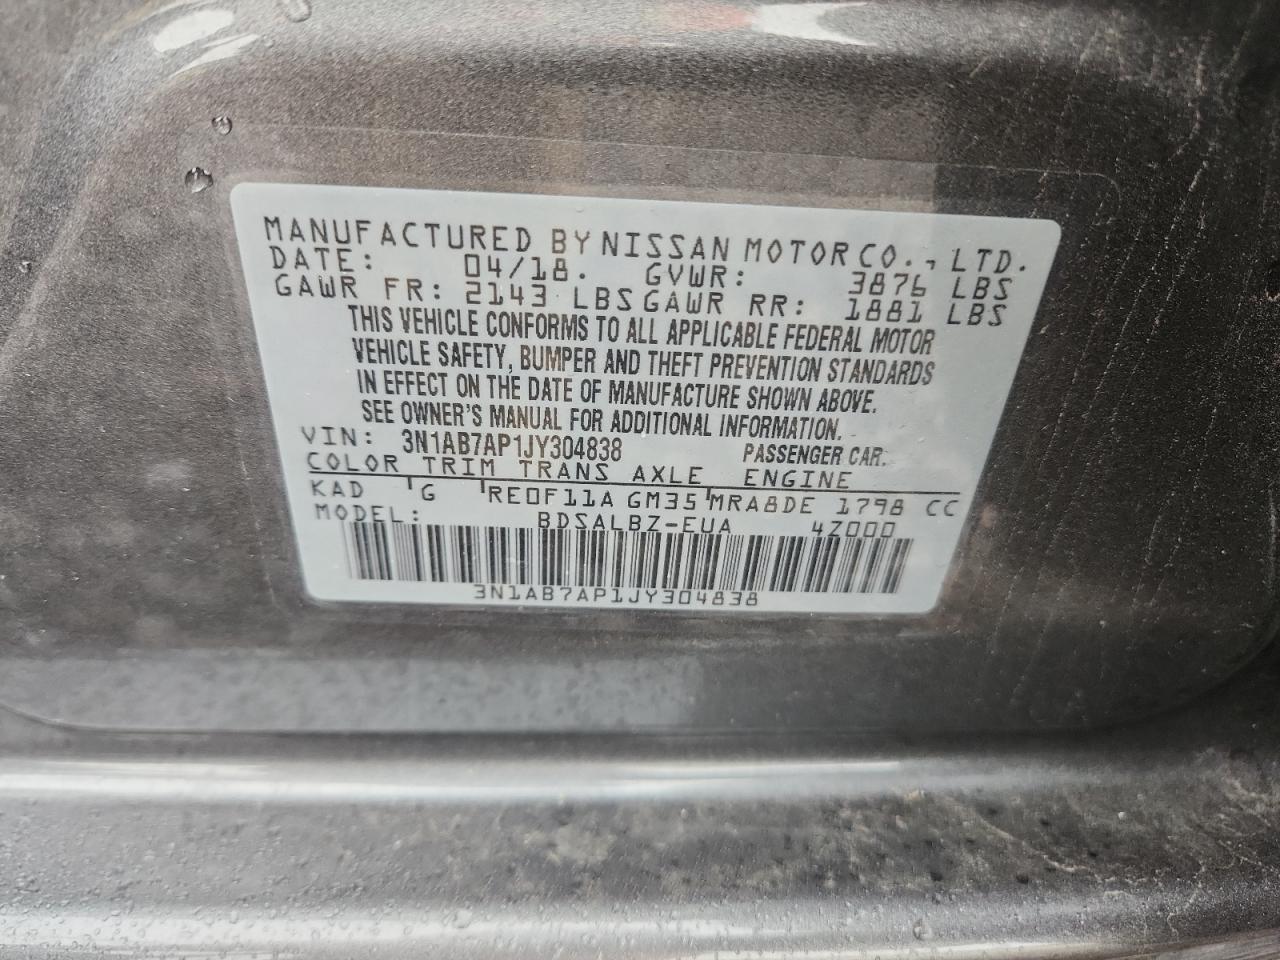 MANUFACTURED BY NISSAN MOTOR CO., LTD.
DATE: 04/18. GVWR: 3876 LBS
GAWR FR: 2143 LBS GAWR RR: 1881 LBS
THIS VEHICLE CONFORMS TO ALL APPLICABLE FEDERAL MOTOR
VEHICLE SAFETY, BUMPER AND THEFT PREVENTION STANDARDS
IN EFFECT ON THE DATE OF MANUFACTURE SHOWN ABOVE.
SEE OWNER'S MANUAL FOR ADDITIONAL INFORMATION.
VIN: 3N1AB7AP1JY304838 PASSENGER CAR.
COLOR TRIM TRANS AXLE ENGINE
KAD G RE0F11A GM35 MRA8DE 1798 CC
MODEL: BDSALBZ-EUA 4Z000
3N1AB7AP1JY304838